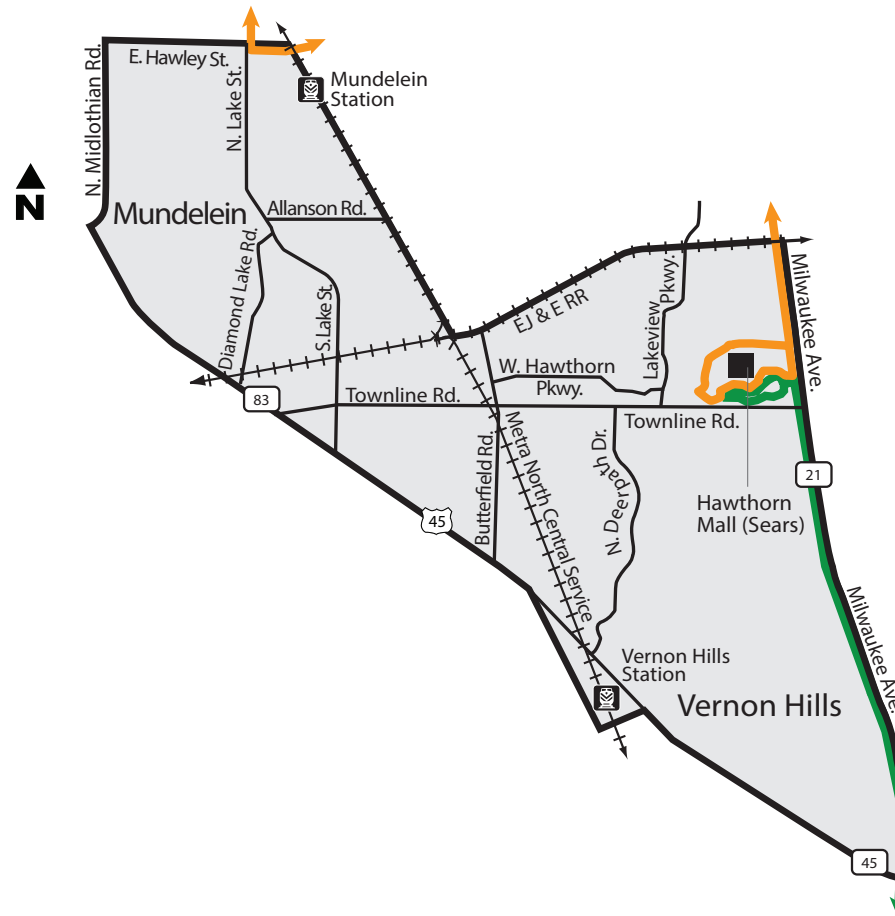 E. Hawley St.
N. Midlothian Rd.
N. Lake St.
Mundelein
Station
N
Mundelein
Allanson Rd.
Diamond Lake Rd.
S. Lake St.
EJ & E RR
Lakeview
Pkwy.
Milwaukee Ave.
W. Hawthorn
Pkwy.
83
Townline Rd.
Townline Rd.
21
Hawthorn
Mall (Sears)
45
Butterfield Rd.
Metra North Central Service
N. Deerpath Dr.
Milwaukee Ave.
Vernon Hills
Station
Vernon Hills
45